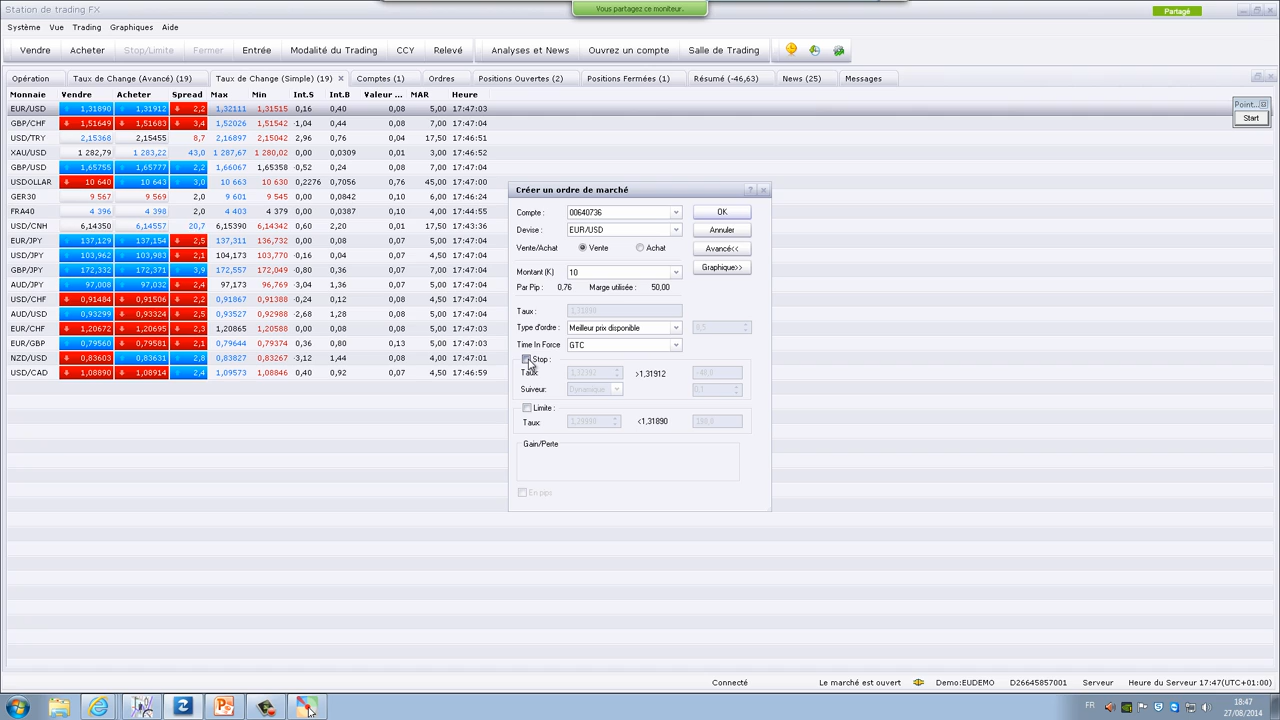 Station de trading FX
Vous partagez ce moniteur.
Partagé
Système Vue Trading Graphiques Aide
Vendre Acheter Stop/Limite Fermer Entrée Modalité du Trading CCY Relevé Analyses et News Ouvrez un compte Salle de Trading
Opération Taux de Change (Avancé) (19) Taux de Change (Simple) (19) Comptes (1) Ordres Positions Ouvertes (2) Positions Fermées (1) Résumé (-46,63) News (25) Messages
Monnaie Vendre Acheter Spread Max Min Int.S Int.B Valeur ... MAR Heure
EUR/USD 1,31890 1,31912 2,2 1,32111 1,31515 0,16 0,40 0,08 5,00 17:47:03
GBP/CHF 1,51649 1,51683 3,4 1,52026 1,51542 -1,04 0,44 0,08 7,00 17:47:04
USD/TRY 2,15368 2,15455 8,7 2,16897 2,15042 2,96 0,76 0,04 17,50 17:46:51
XAU/USD 1 282,79 1 283,22 43,0 1 287,67 1 280,02 0,00 0,0309 0,01 3,00 17:46:52
GBP/USD 1,65755 1,65777 2,2 1,66067 1,65358 0,52 0,24 0,08 7,00 17:47:04
USDOLLAR 10 640 10 643 3,0 10 663 10 630 0,2276 0,7056 0,76 45,00 17:47:00
GER30 9 567 9 569 2,0 9 601 9 545 0,00 0,0842 0,10 24,00 17:47:00
FRA40 4 396 4 398 2,0 4 403 4 379 0,00 0,0387 0,10 11,00 17:44:55
USD/CNH 6,14350 6,14557 20,7 6,15390 6,14342 0,60 2,20 0,01 17,50 17:43:36
EUR/JPY 137,129 137,154 2,5 137,311 136,732 0,00 0,08 0,07 5,00 17:47:04
USD/JPY 103,956 103,983 2,1 104,173 103,770 -0,16 0,04 0,07 4,50 17:47:04
GBP/JPY 172,332 172,371 3,9 172,557 172,049 -0,80 0,36 0,07 7,00 17:47:04
AUD/JPY 97,008 97,032 2,4 97,173 96,769 -3,04 1,36 0,07 5,00 17:47:04
USD/CHF 0,91484 0,91506 2,2 0,91867 0,91388 -0,24 0,12 0,08 4,50 17:47:04
AUD/USD 0,93299 0,93324 2,5 0,93527 0,92988 -2,66 1,28 0,08 5,00 17:47:04
EUR/CHF 1,20672 1,20695 2,3 1,20865 1,20588 0,00 0,08 0,08 5,00 17:47:03
EUR/GBP 0,79560 0,79581 2,1 0,79644 0,79374 0,36 0,80 0,13 5,00 17:47:03
NZD/USD 0,83603 0,83631 2,8 0,83827 0,83267 -3,12 1,44 0,08 4,50 17:47:01
USD/CAD 1,08890 1,08914 2,4 1,09573 1,08846 0,40 0,92 0,07 4,50 17:46:59
Point...
Start
Créer un ordre de marché
Compte : 00640736 OK
Devise : EUR/USD Annuler
Vente/Achat Vente Achat Avancé<<
Montant (K) 10 Graphique>>
Par Pip : 0,76 Marge utilisée : 50,00
Taux : 1,31890
Type d'ordre : Meilleur prix disponible 0,5
Time In Force GTC
Stop :
Taux: >1,31912 -48,0
Suiveur: Dynamique 0,1
Limite :
Taux: <1,31890
Gain/Perte
En pips
Connecté Le marché est ouvert Demo:EUDEMO D26645857001 Serveur Heure du Serveur 17:47(UTC+01:00)
FR 18:47
27/08/2014